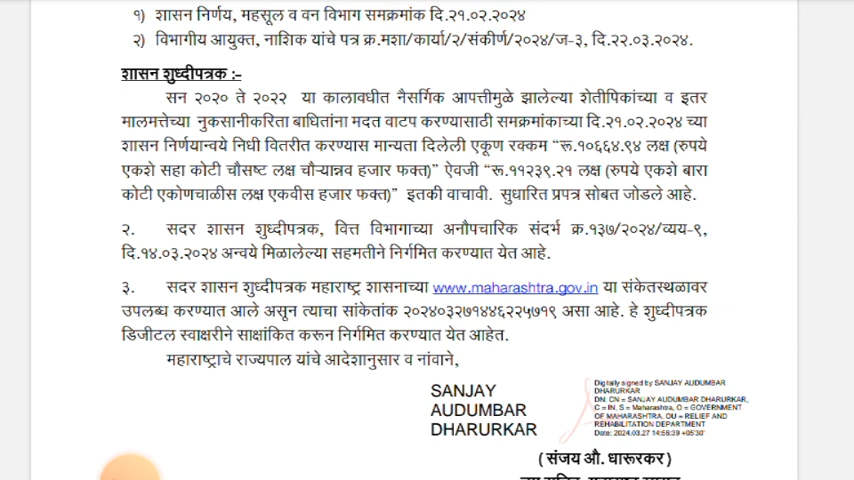 १) शासन निर्णय, महसूल व वन विभाग समक्रमांक दि.२१.०२.२०२४
२) विभागीय आयुक्त, नाशिक यांचे पत्र क्र.मशा/कार्या/२/संकीर्ण/२०२४/ज-३, दि.२२.०३.२०२४.
शासन शुध्दीपत्रक :-
सन २०२० ते २०२२ या कालावधीत नैसर्गिक आपत्तीमुळे झालेल्या शेतीपिकांच्या व इतर
मालमत्तेच्या नुकसानीकरिता बाधितांना मदत वाटप करण्यासाठी समक्रमांकाच्या दि.२१.०२.२०२४ च्या
शासन निर्णयान्वये निधी वितरीत करण्यास मान्यता दिलेली एकूण रक्कम “रू.१०६६४.९४ लक्ष (रुपये
एकशे सहा कोटी चौसष्ट लक्ष चौऱ्यान्नव हजार फक्त)” ऐवजी “रू.११२३९.२१ लक्ष (रुपये एकशे बारा
कोटी एकोणचाळीस लक्ष एकवीस हजार फक्त)” इतकी वाचावी. सुधारित प्रपत्र सोबत जोडले आहे.
२. सदर शासन शुध्दीपत्रक, वित्त विभागाच्या अनौपचारिक संदर्भ क्र.१३७/२०२४/व्यय-९,
दि.१४.०३.२०२४ अन्वये मिळालेल्या सहमतीने निर्गमित करण्यात येत आहे.
३. सदर शासन शुध्दीपत्रक महाराष्ट्र शासनाच्या www.maharashtra.gov.in या संकेतस्थळावर
उपलब्ध करण्यात आले असून त्याचा सांकेतांक २०२४०३२७१४४६२२५७१९ असा आहे. हे शुध्दीपत्रक
डिजीटल स्वाक्षरीने साक्षांकित करून निर्गमित करण्यात येत आहेत.
महाराष्ट्राचे राज्यपाल यांचे आदेशानुसार व नांवाने,
SANJAY
AUDUMBAR
DHARURKAR
Digitally signed by SANJAY AUDUMBAR
DHARURKAR
DN: CN = SANJAY AUDUMBAR DHARURKAR,
C = IN, S = Maharashtra, O = GOVERNMENT
OF MAHARASHTRA, OU = RELIEF AND
REHABILITATION DEPARTMENT
Date: 2024.03.27 14:56:39 +05'30'
( संजय औ. धारूरकर )